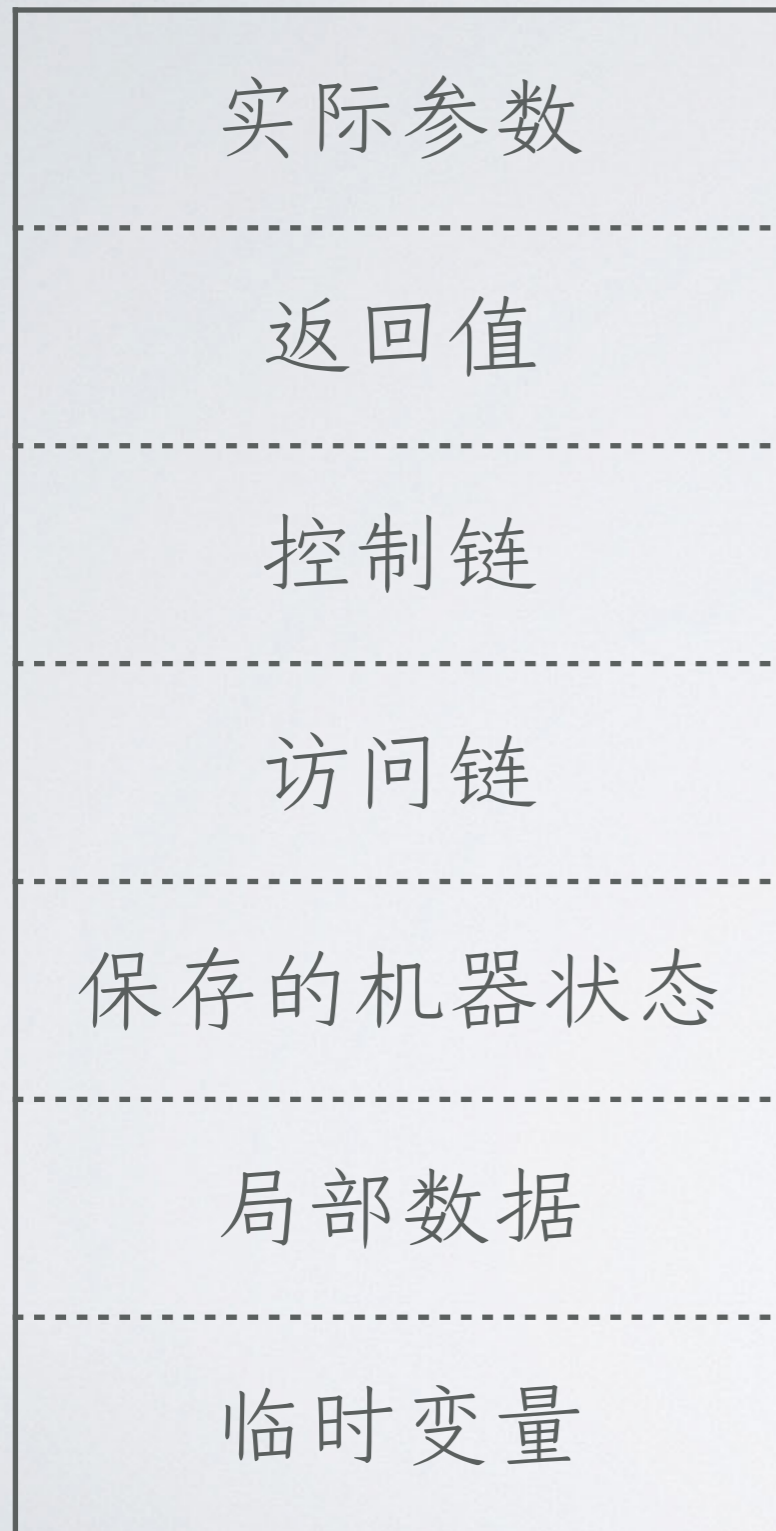 实际参数
返回值
控制链
访问链
保存的机器状态
局部数据
临时变量